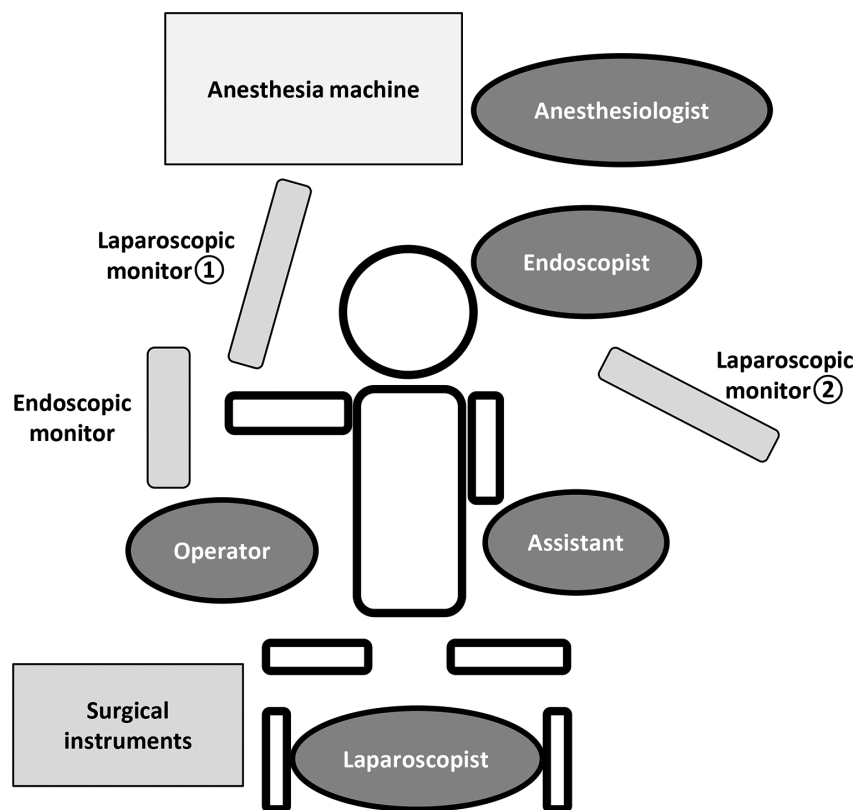 Anesthesia machine
Anesthesiologist
Laparoscopic
monitor①
Endoscopist
Laparoscopic
monitor②
Endoscopic
monitor
Operator
Assistant
Surgical
instruments
Laparoscopist